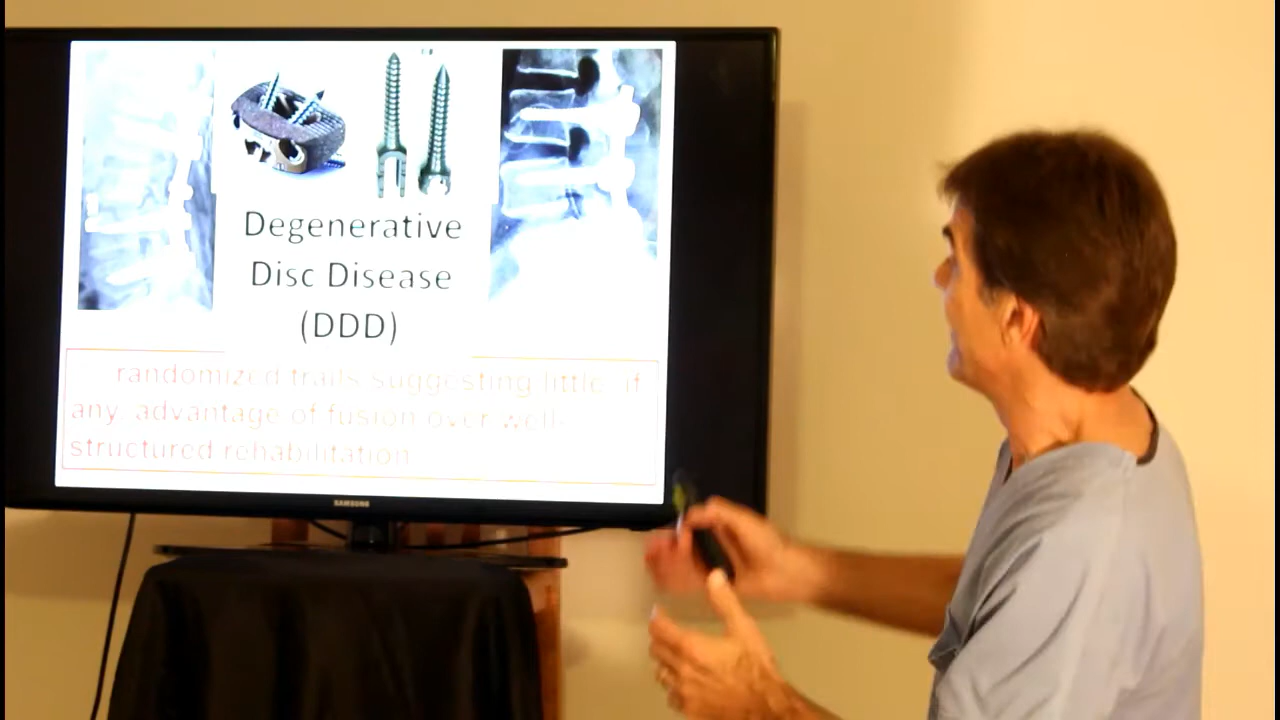 Degenerative
Disc Disease
(DDD)
randomized trails suggesting little, if
any, advantage of fusion over well-
structured rehabilitation
SAMSUNG